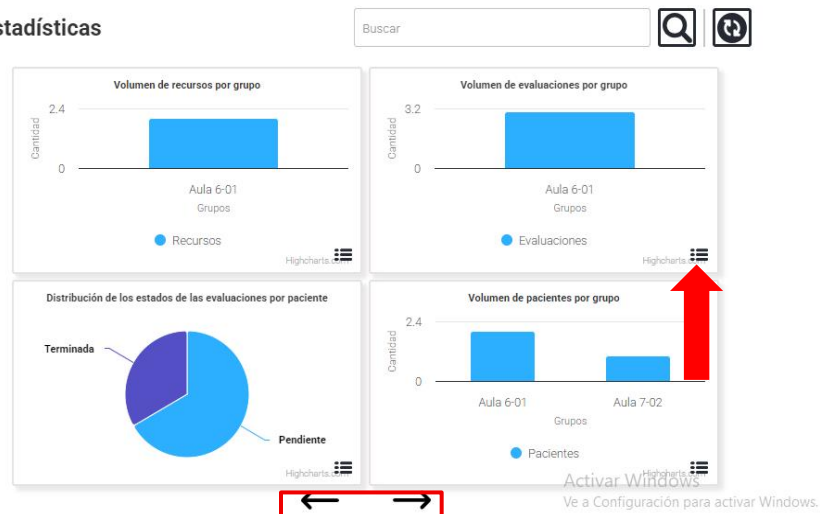 stadísticas
Buscar
Volumen de recursos por grupo
2.4
Cantidad
0
Aula 6-01
Grupos
Recursos
Highcharts.com
Volumen de evaluaciones por grupo
3.2
Cantidad
0
Aula 6-01
Grupos
Evaluaciones
Highcharts.com
Distribución de los estados de las evaluaciones por paciente
Terminada
Pendiente
Highcharts.com
Volumen de pacientes por grupo
2.4
Cantidad
0
Aula 6-01
Aula 7-02
Grupos
Pacientes
Highcharts.com
Activar Windows
Ve a Configuración para activar Windows.